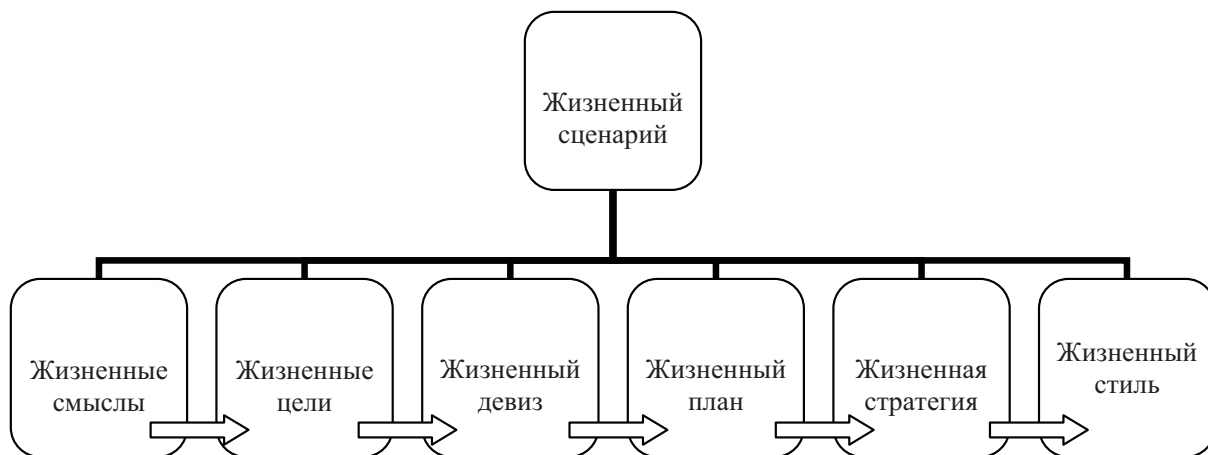 Жизненный
сценарий
Жизненные
смыслы
Жизненные
цели
Жизненный
девиз
Жизненный
план
Жизненная
стратегия
Жизненный
стиль